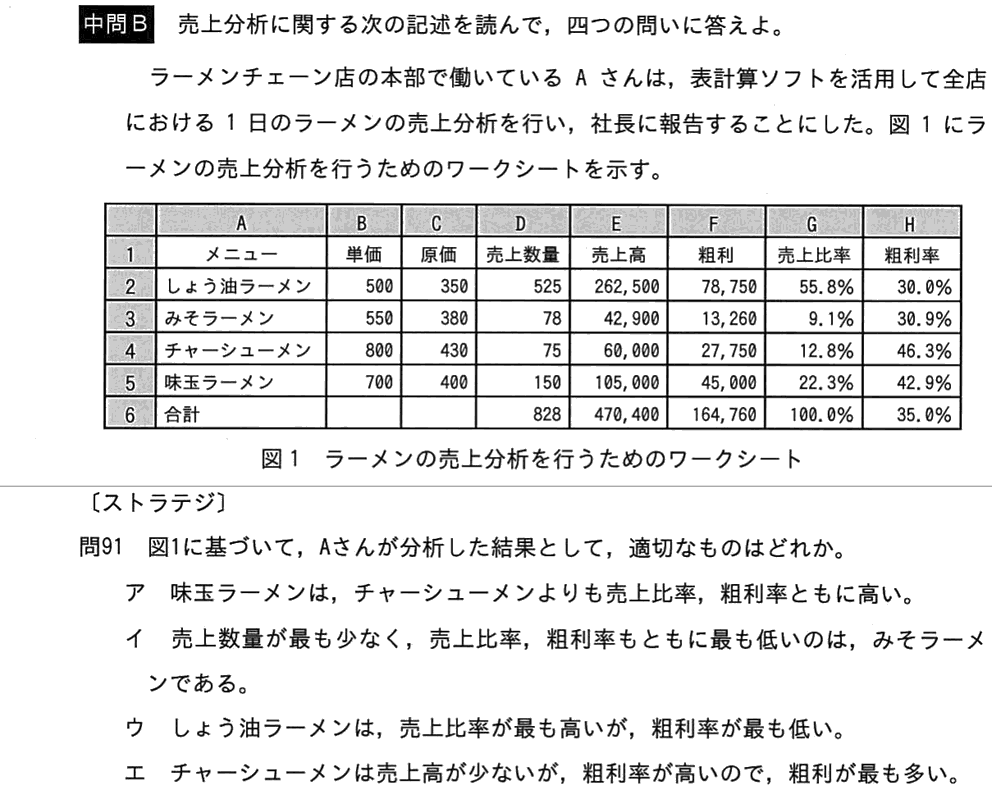 中問B 売上分析に関する次の記述を読んで，四つの問いに答えよ。
ラーメンチェーン店の本部で働いている A さんは，表計算ソフトを活用して全店
における 1 日のラーメンの売上分析を行い，社長に報告することにした。図 1 にラ
ーメンの売上分析を行うためのワークシートを示す。
A B C D E F G H
1 メニュー 単価 原価 売上数量 売上高 粗利 売上比率 粗利率
2 しょう油ラーメン 500 350 525 262,500 78,750 55.8% 30.0%
3 みそラーメン 550 380 78 42,900 13,260 9.1% 30.9%
4 チャーシューメン 800 430 75 60,000 27,750 12.8% 46.3%
5 味玉ラーメン 700 400 150 105,000 45,000 22.3% 42.9%
6 合計 828 470,400 164,760 100.0% 35.0%
図 1 ラーメンの売上分析を行うためのワークシート
〔ストラテジ〕
問91 図1に基づいて，Aさんが分析した結果として，適切なものはどれか。
ア 味玉ラーメンは，チャーシューメンよりも売上比率，粗利率ともに高い。
イ 売上数量が最も少なく，売上比率，粗利率もともに最も低いのは，みそラーメ
ンである。
ウ しょう油ラーメンは，売上比率が最も高いが，粗利率が最も低い。
エ チャーシューメンは売上高が少ないが，粗利率が高いので，粗利が最も多い。